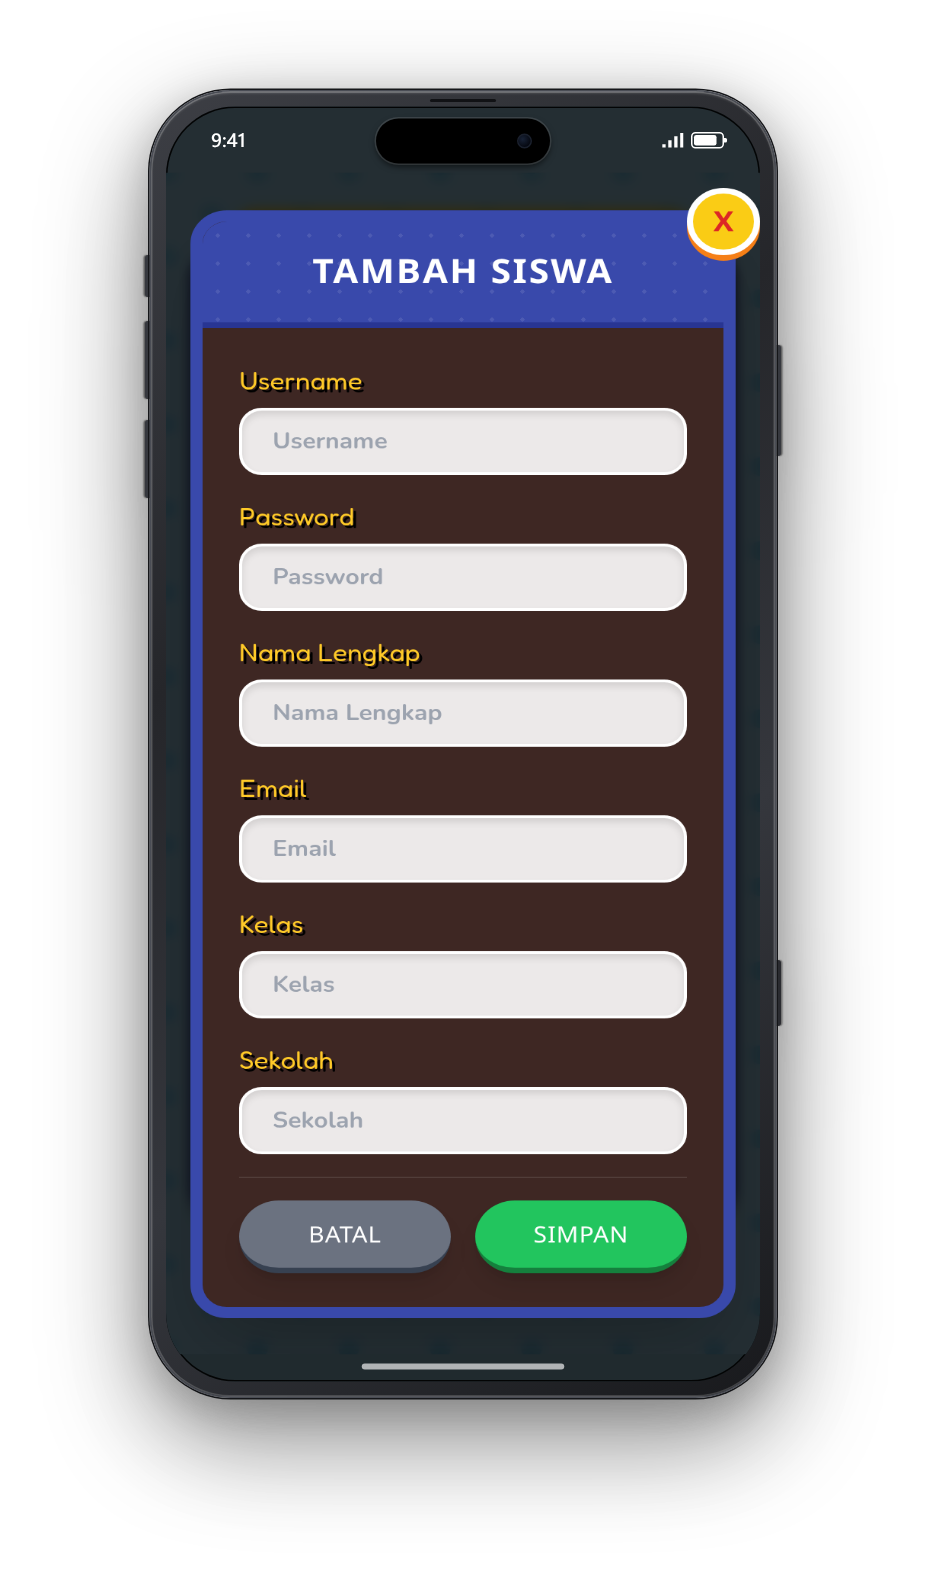 9:41
X
TAMBAH SISWA
Username
Username
Password
Password
Nama Lengkap
Nama Lengkap
Email
Email
Kelas
Kelas
Sekolah
Sekolah
BATAL SIMPAN